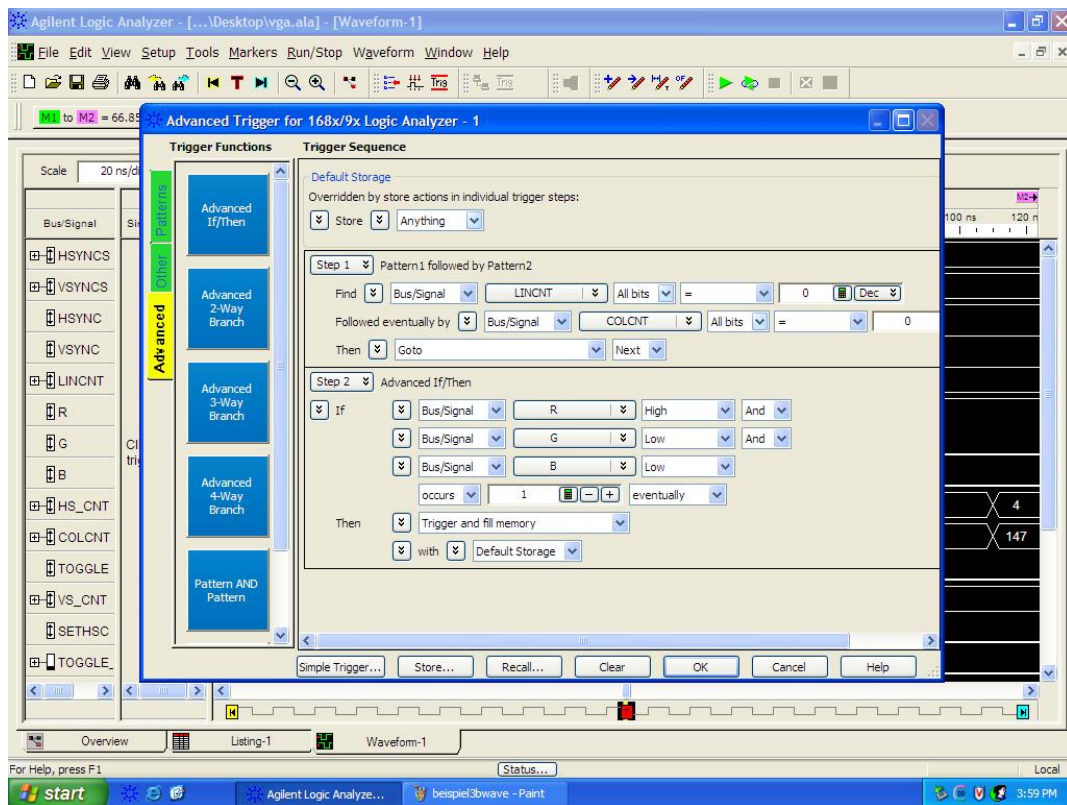 Agilent Logic Analyzer - [...\Desktop\vga.ala] - [Waveform-1]
File Edit View Setup Tools Markers Run/Stop Waveform Window Help
M1 to M2 = 66.85
Advanced Trigger for 168x/9x Logic Analyzer - 1
Trigger Functions
Trigger Sequence
Patterns
Other
Advanced
Advanced
If/Then
Advanced
2-Way
Branch
Advanced
3-Way
Branch
Advanced
4-Way
Branch
Pattern AND
Pattern
Default Storage
Overridden by store actions in individual trigger steps:
Store Anything
Step 1 Pattern1 followed by Pattern2
Find Bus/Signal LINCNT All bits = 0 Dec
Followed eventually by Bus/Signal COLCNT All bits = 0
Then Goto Next
Step 2 Advanced If/Then
If Bus/Signal R High And
Bus/Signal G Low And
Bus/Signal B Low
occurs 1 eventually
Then Trigger and fill memory
with Default Storage
Simple Trigger... Store... Recall... Clear OK Cancel Help
Scale 20 ns/di
Bus/Signal Si
HSYNCS
VSYNCS
HSYNC
VSYNC
LINCNT
R
G
B
HS_CNT
COLCNT
TOGGLE
VS_CNT
SETHSC
TOGGLE_
M2
100 ns 120 n
4
147
Overview Listing-1 Waveform-1
For Help, press F1 Status... Local
start Agilent Logic Analyze... beispiel3bwave - Paint 3:59 PM